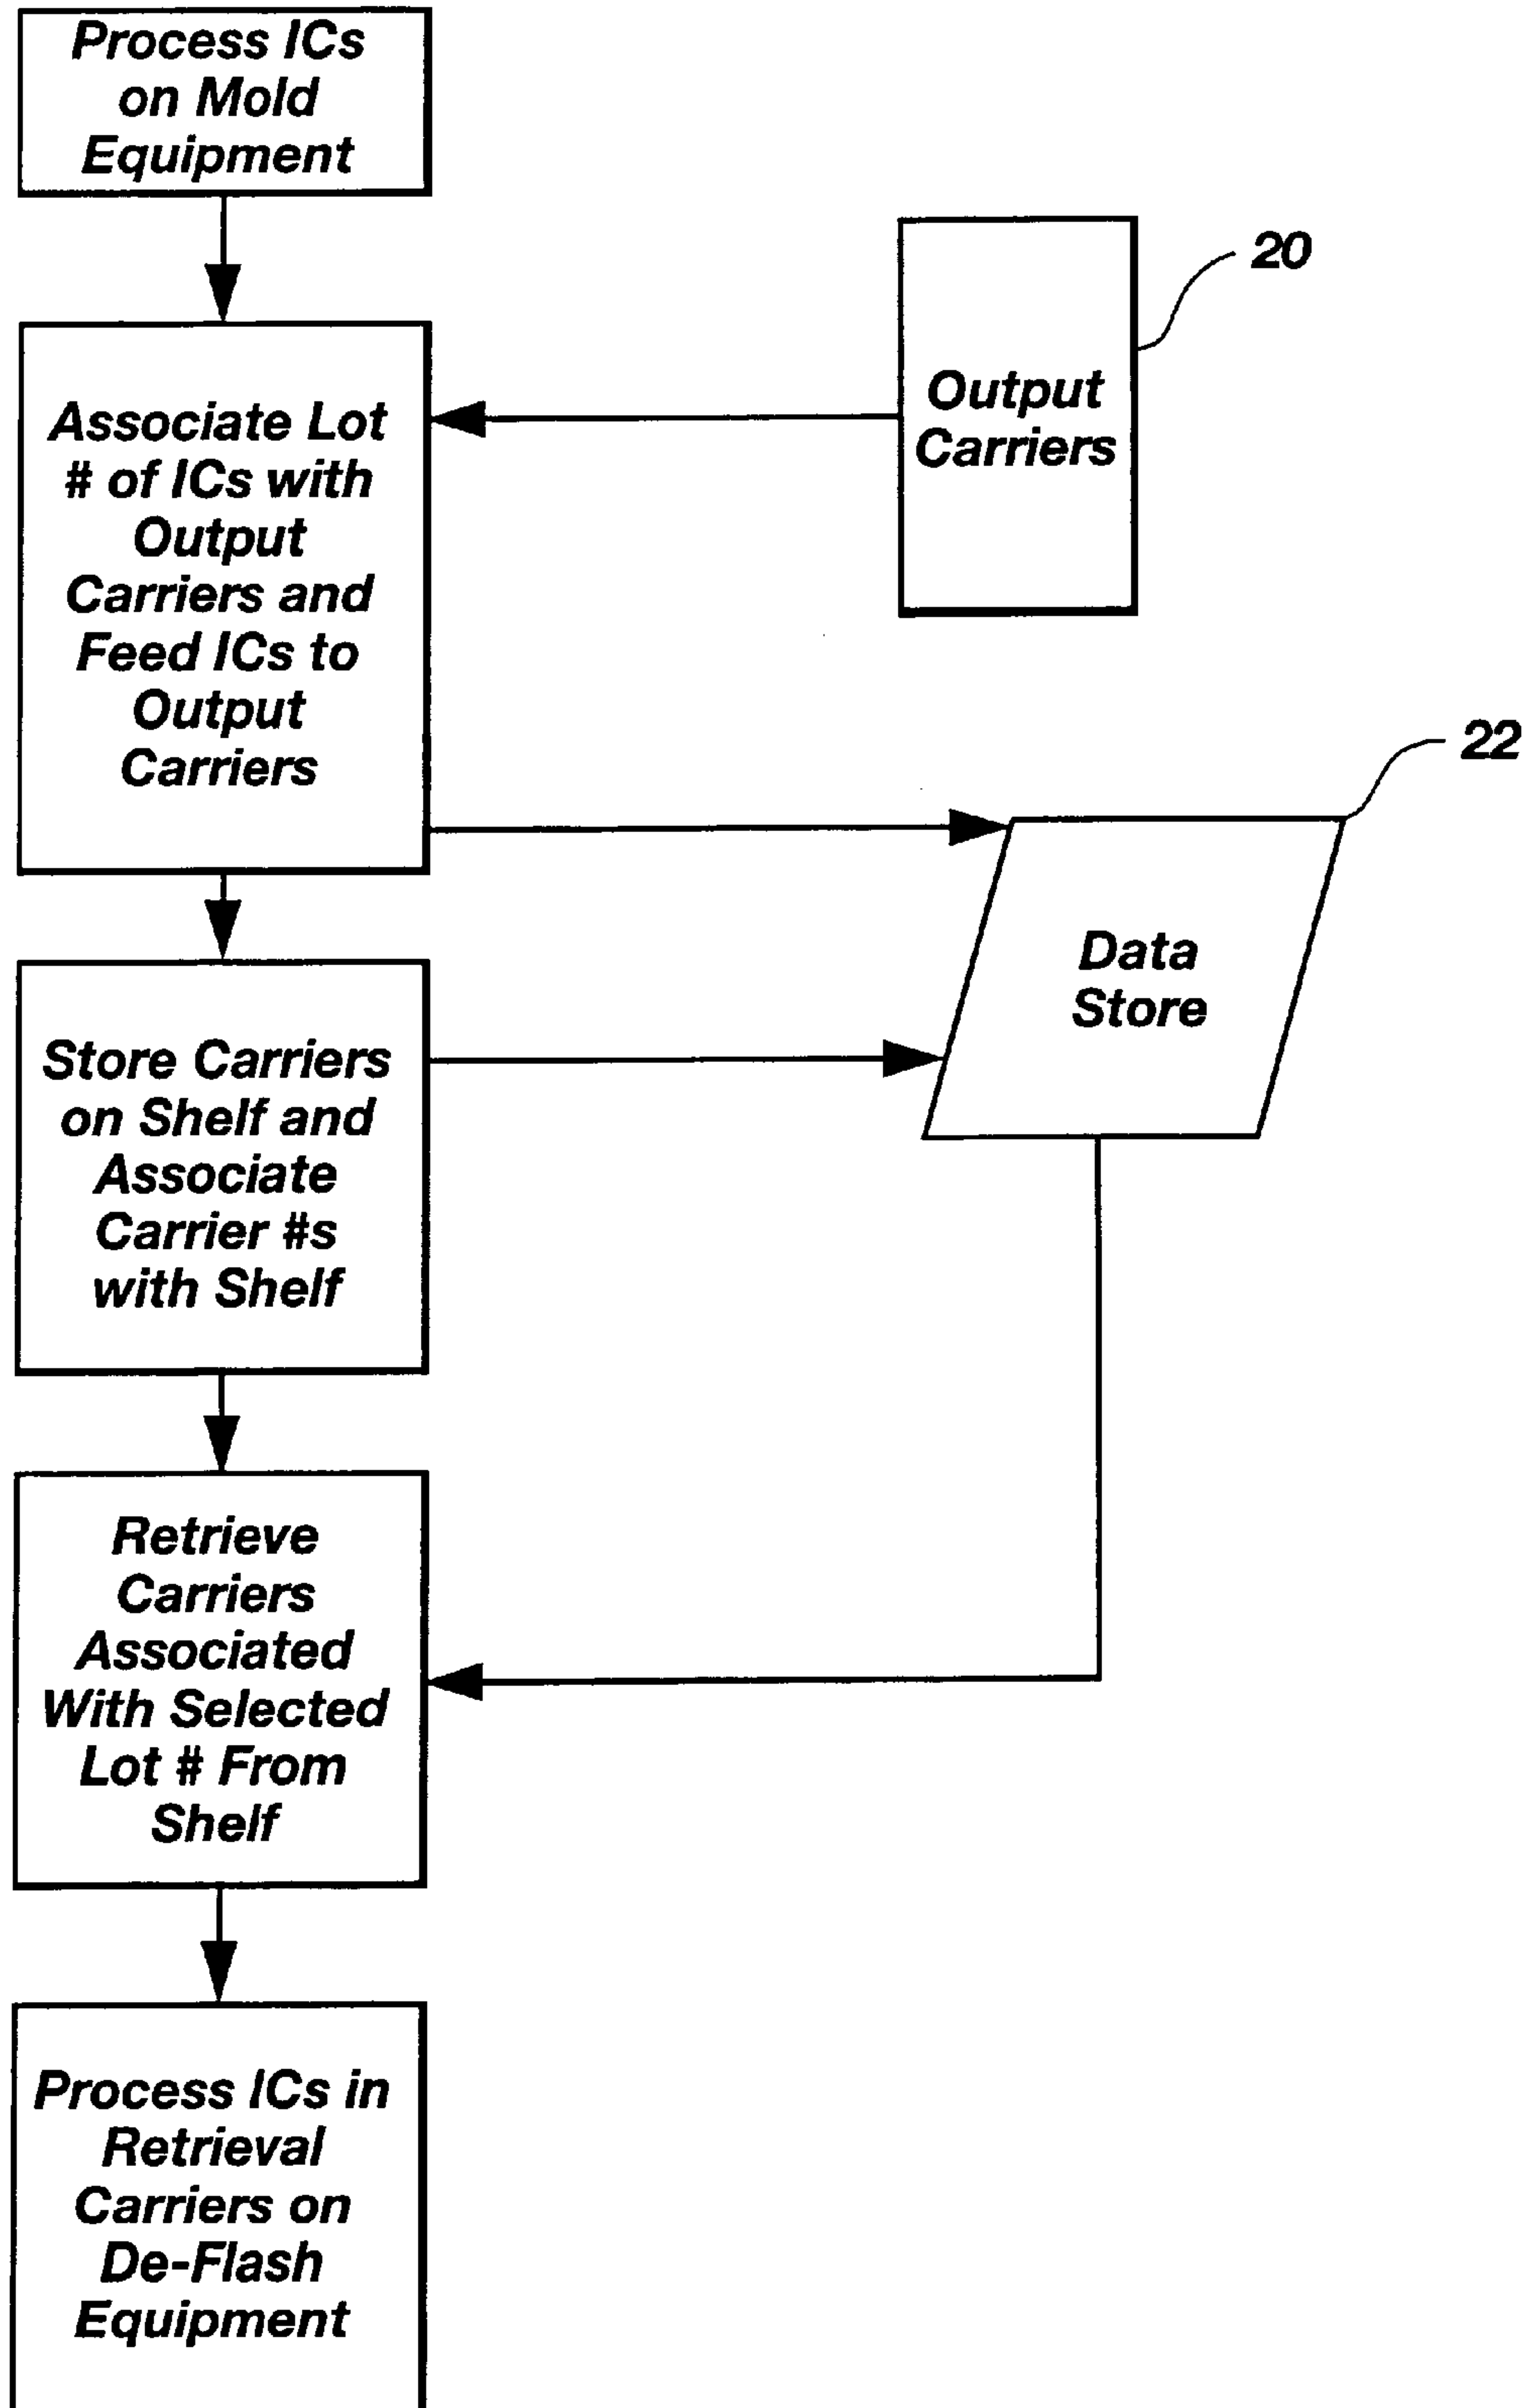 Process ICs
on Mold
Equipment
20
Output
Carriers
Associate Lot
# of ICs with
Output
Carriers and
Feed ICs to
Output
Carriers
22
Data
Store
Store Carriers
on Shelf and
Associate
Carrier #s
with Shelf
Retrieve
Carriers
Associated
With Selected
Lot # From
Shelf
Process ICs in
Retrieval
Carriers on
De-Flash
Equipment